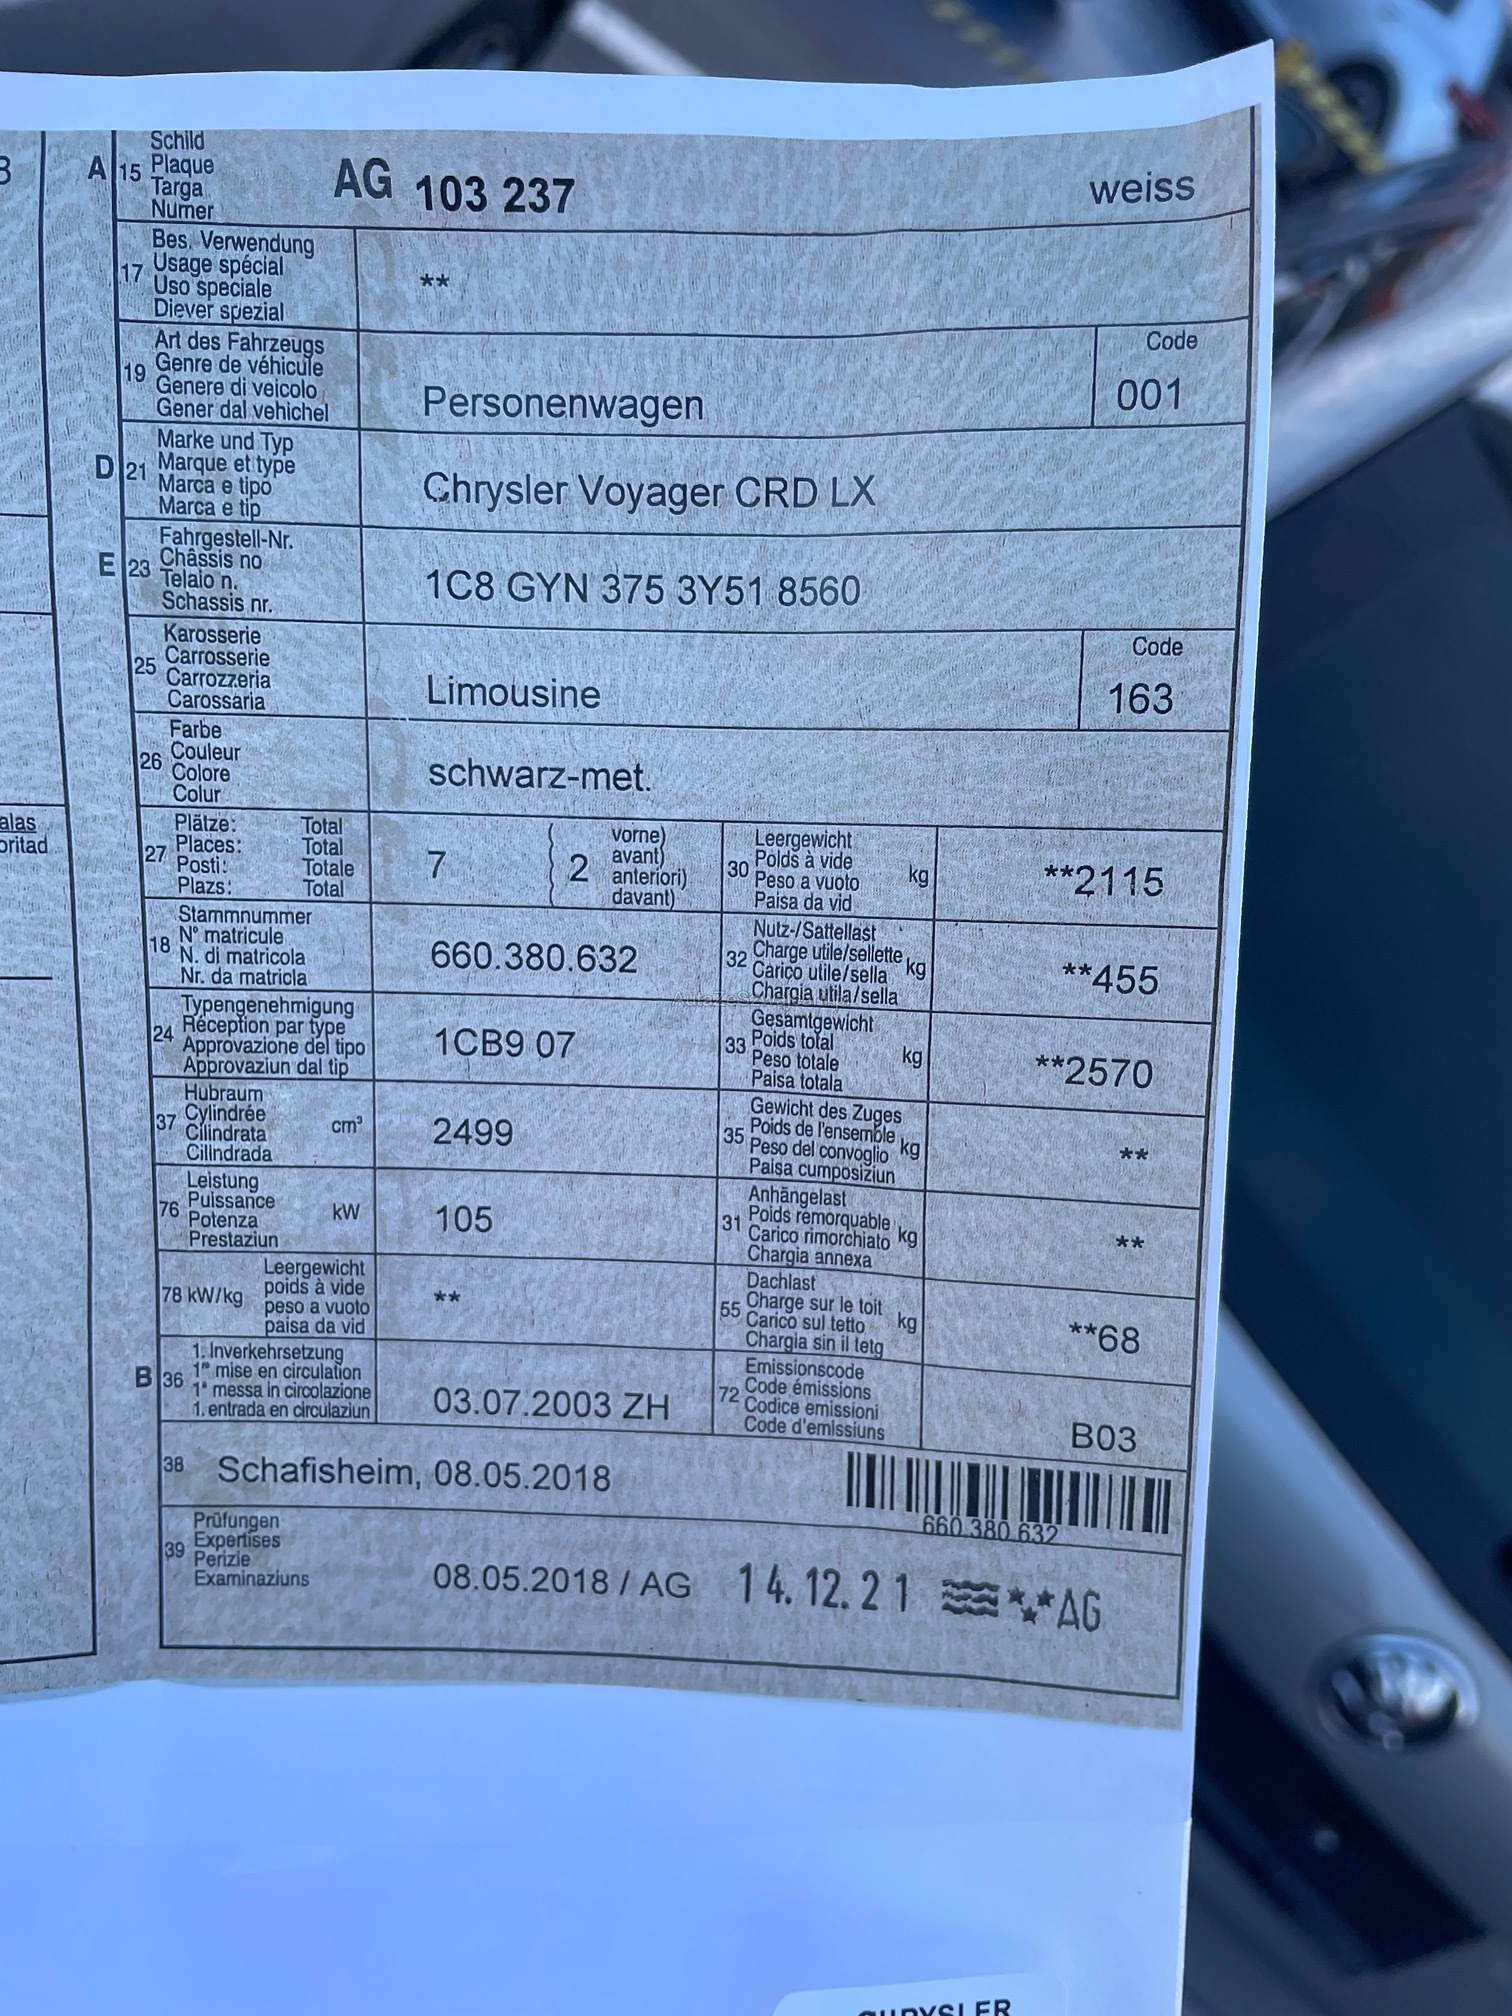 B
A 15 Schild
Plaque
Targa
Numer
AG 103 237 weiss
17 Bes. Verwendung
Usage spécial
Uso speciale
Diever spezial
**
19 Art des Fahrzeugs
Genre de véhicule
Genere di veicolo
Gener dal vehichel
Personenwagen
Code
001
D 21 Marke und Typ
Marque et type
Marca e tipo
Marca e tip
Chrysler Voyager CRD LX
E 23 Fahrgestell-Nr.
Châssis no
Telaio n.
Schassis nr.
1C8 GYN 375 3Y51 8560
25 Karosserie
Carrosserie
Carrozzeria
Carossaria
Limousine
Code
163
26 Farbe
Couleur
Colore
Colur
schwarz-met.
alas
oritad
27 Plätze: Total
Places: Total
Posti: Totale
Plazs: Total
7 2 vorne)
avant)
anteriori)
davant)
30 Leergewicht
Poids à vide
Peso a vuoto
Paisa da vid
kg **2115
18 Stammnummer
N° matricule
N. di matricola
Nr. da matricla
660.380.632
32 Nutz-/Sattellast
Charge utile/sellette
Carico utile/sella
Chargia utila/sella
kg **455
24 Typengenehmigung
Réception par type
Approvazione del tipo
Approvaziun dal tip
1CB9 07
33 Gesamtgewicht
Poids total
Peso totale
Paisa totala
kg **2570
37 Hubraum
Cylindrée
Cilindrata
Cilindrada
cm³ 2499
35 Gewicht des Zuges
Poids de l'ensemble
Peso del convoglio
Paisa cumposiziun
kg **
76 Leistung
Puissance
Potenza
Prestaziun
kW 105
31 Anhängelast
Poids remorquable
Carico rimorchiato
Chargia annexa
kg **
78 kW/kg Leergewicht
poids à vide
peso a vuoto
paisa da vid
**
55 Dachlast
Charge sur le toit
Carico sul tetto
Chargia sin il tetg
kg **68
B 36 1. Inverkehrsetzung
1re mise en circulation
1a messa in circolazione
1. entrada en circulaziun
03.07.2003 ZH
72 Emissionscode
Code émissions
Codice emissioni
Code d'emissiuns
B03
38 Schafisheim, 08.05.2018
660.380.632
39 Prüfungen
Expertises
Perizie
Examinaziuns
08.05.2018 / AG 14.12.21 AG
CHRYSLER